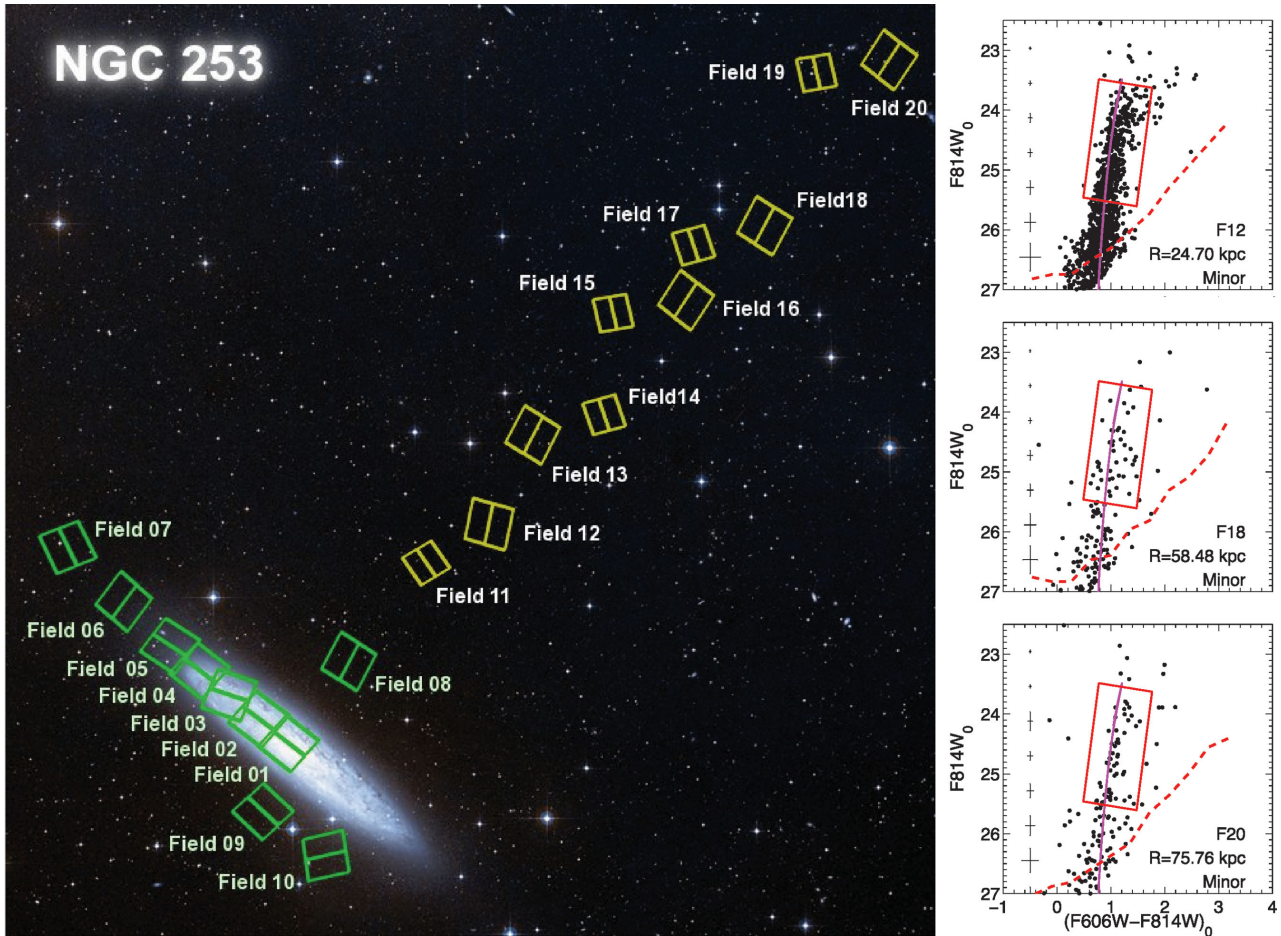 NGC 253
Field 19
Field 20
Field 17
Field18
Field 15
Field 16
Field14
Field 13
Field 07
Field 12
Field 11
Field 06
Field 08
Field 05
Field 04
Field 03
Field 02
Field 01
Field 09
Field 10
F814W0
23
24
25
26
27
F12
R=24.70 kpc
Minor
F814W0
23
24
25
26
27
F18
R=58.48 kpc
Minor
F814W0
23
24
25
26
27
F20
R=75.76 kpc
Minor
−1 0 1 2 3 4
(F606W−F814W)0